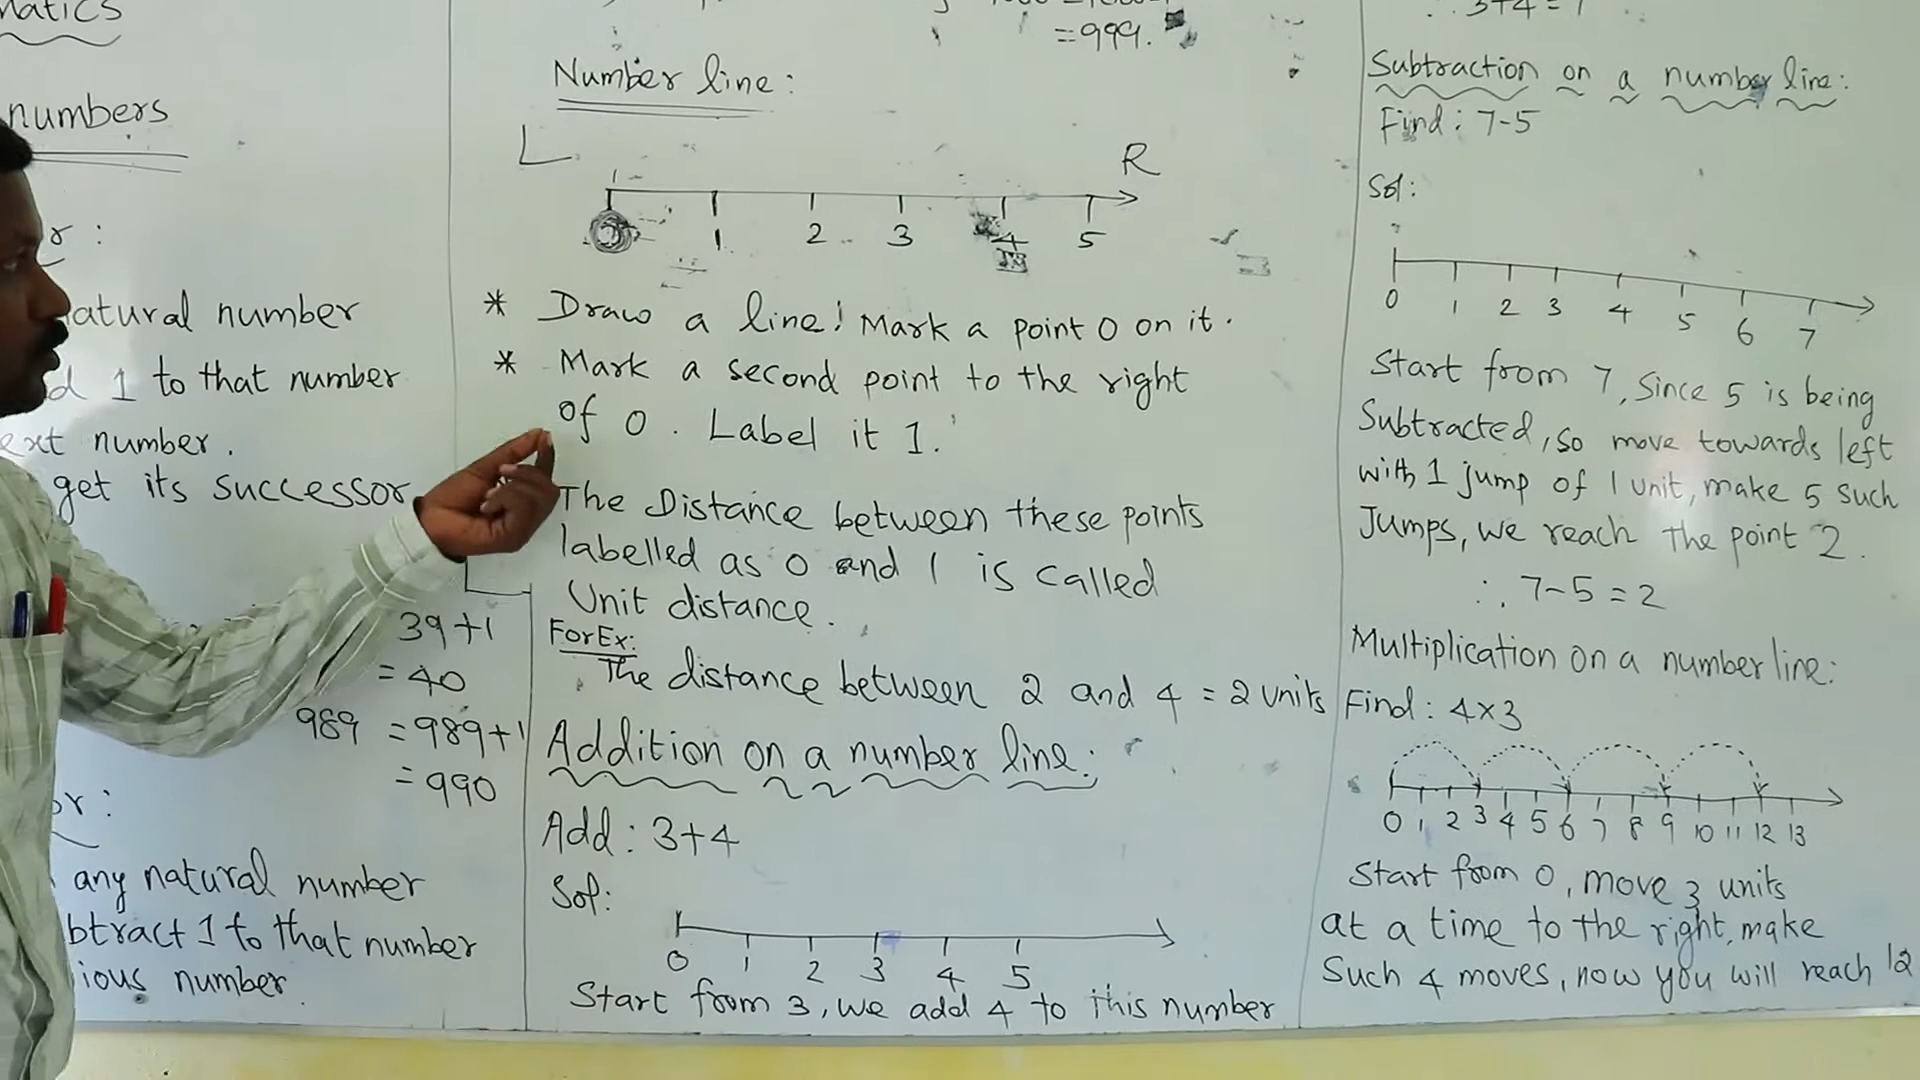 numbers
natural number
1 to that number
number.
get its successor
39+1
= 40
989 = 989+1
= 990
any natural number
1 to that number
number.
= 999.
Number line:
L R
1 2 3 4 5
* Draw a line! Mark a point 0 on it.
* Mark a second point to the right
of 0. Label it 1.
The Distance between these points
labelled as 0 and 1 is called
Unit distance.
For Ex:
The distance between 2 and 4 = 2 units
Addition on a number line:
Add: 3+4
Sol:
0 1 2 3 4 5
Start from 3, we add 4 to this number
∴ 3+4=7
Subtraction on a number line:
Find: 7-5
Sol:
0 1 2 3 4 5 6 7
Start from 7, Since 5 is being
Subtracted, so move towards left
with 1 jump of 1 unit, make 5 such
Jumps, we reach the point 2.
∴ 7-5=2
Multiplication on a number line:
Find: 4x3
0 1 2 3 4 5 6 7 8 9 10 11 12 13
Start from 0, move 3 units
at a time to the right, make
Such 4 moves, now you will reach 12